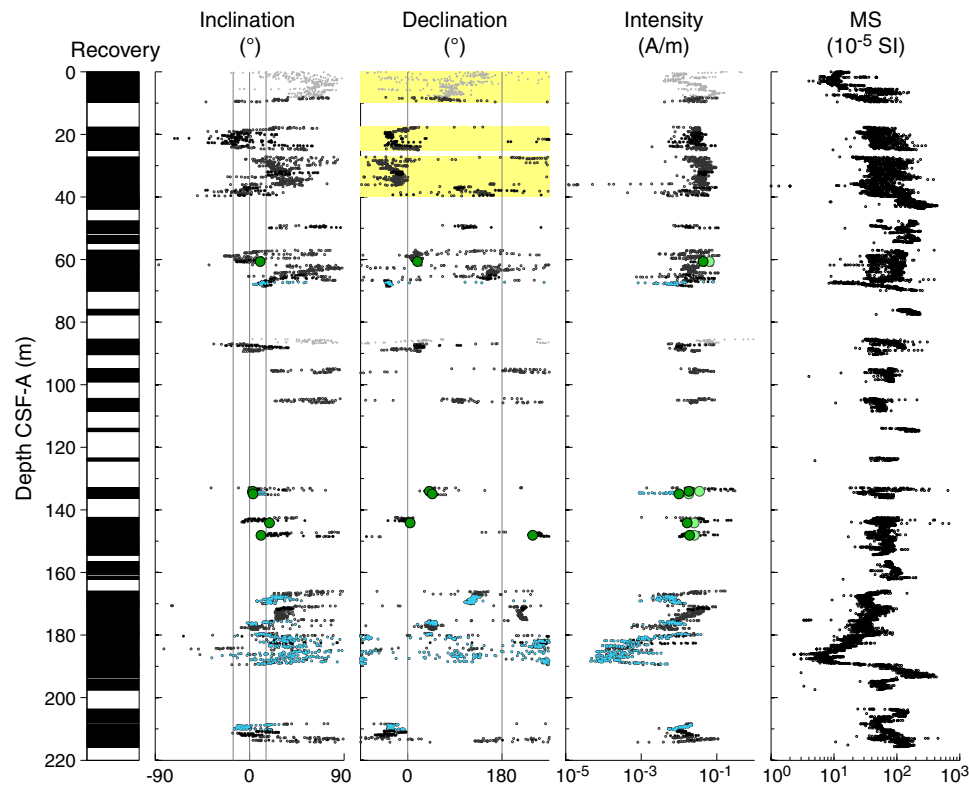 Recovery
Inclination
(°)
Declination
(°)
Intensity
(A/m)
MS
(10-5 SI)
Depth CSF-A (m)
0
20
40
60
80
100
120
140
160
180
200
220
-90 0 90
0 180
10-5 10-3 10-1
100 101 102 103